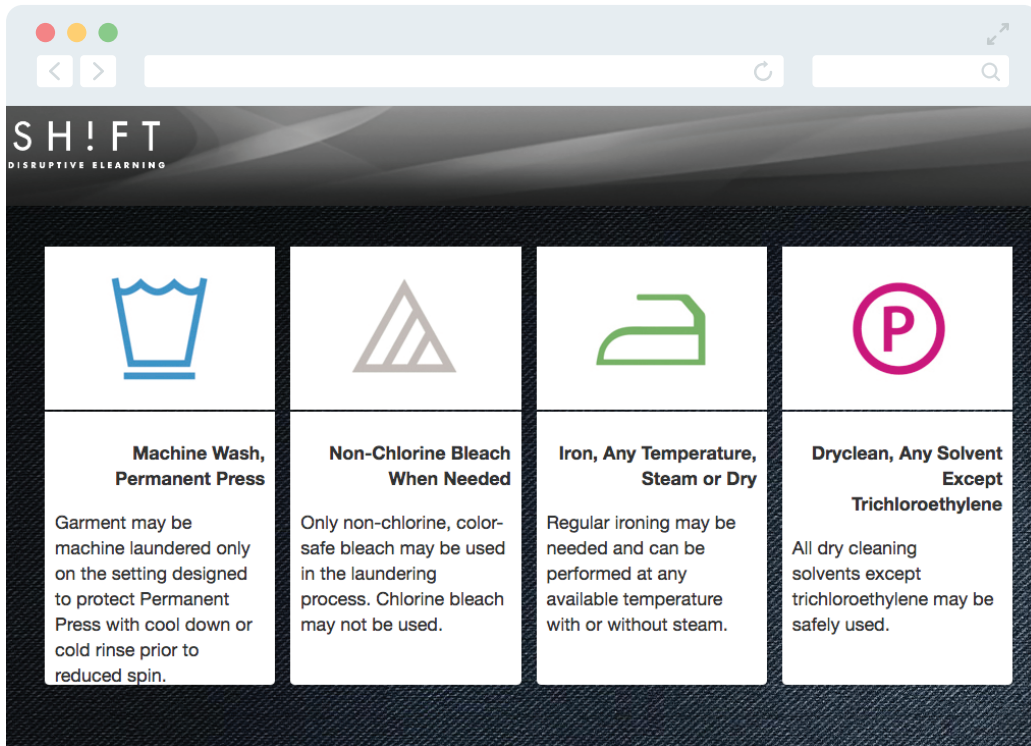 SH!FT
DISRUPTIVE ELEARNING
P
Machine Wash,
Permanent Press
Garment may be
machine laundered only
on the setting designed
to protect Permanent
Press with cool down or
cold rinse prior to
reduced spin.
Non-Chlorine Bleach
When Needed
Only non-chlorine, color-
safe bleach may be used
in the laundering
process. Chlorine bleach
may not be used.
Iron, Any Temperature,
Steam or Dry
Regular ironing may be
needed and can be
performed at any
available temperature
with or without steam.
Dryclean, Any Solvent
Except
Trichloroethylene
All dry cleaning
solvents except
trichloroethylene may be
safely used.